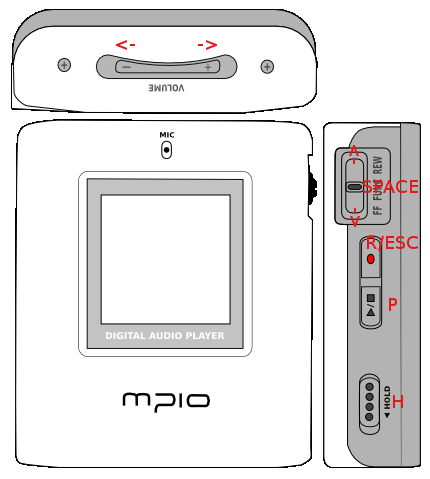 <- ->
− +
VOLUME
MIC
DIGITAL AUDIO PLAYER
mpio
REW
FUNC
FF
<-
SPACE
->
R/ESC
P
H
HOLD